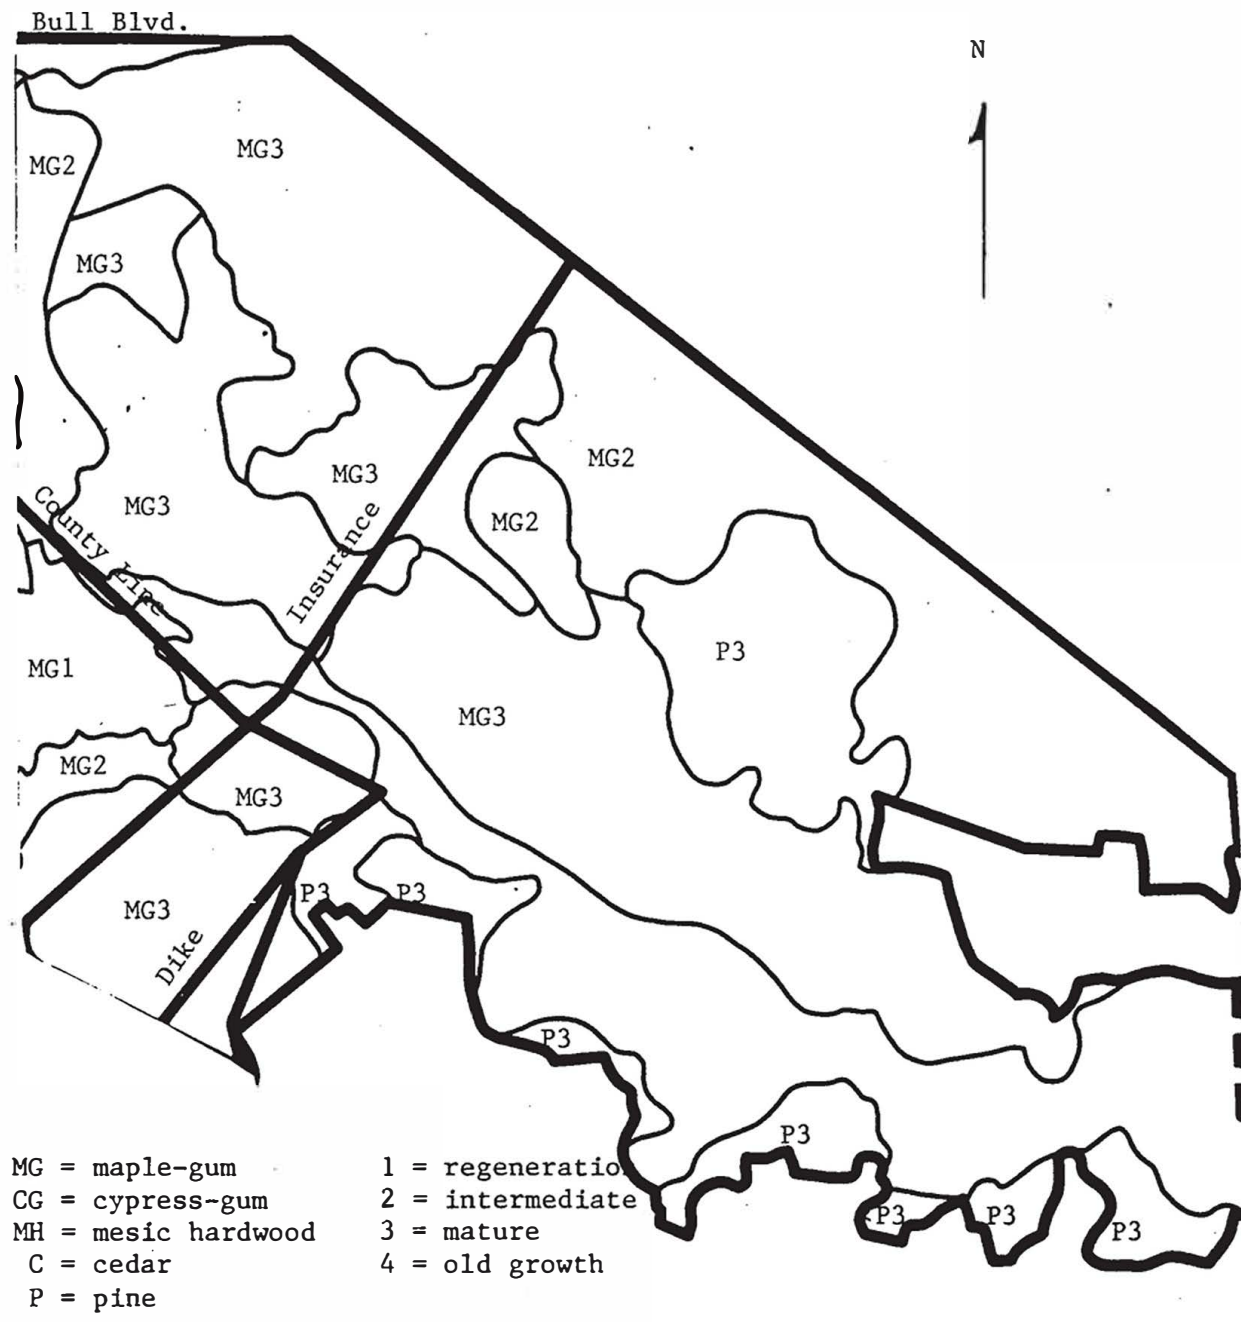 Bull Blvd.
N
MG3
MG2
MG3
MG2
MG3
MG3
County Line
Insurance
MG2
P3
MG1
MG3
MG2
MG3
P3
P3
MG3
Dike
P3
P3
P3
P3
P3
MG = maple-gum
CG = cypress-gum
MH = mesic hardwood
C = cedar
P = pine
1 = regeneratio
2 = intermediate
3 = mature
4 = old growth